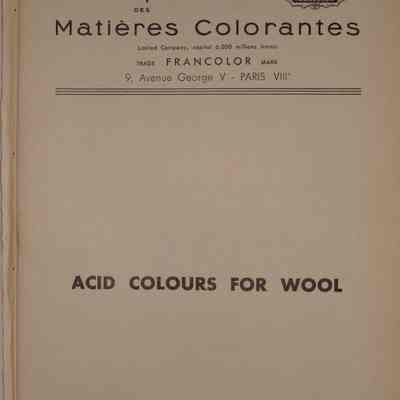 DES
Matières Colorantes
Limited Company, capital 6.000 millions francs
TRADE FRANCOLOR MARK
9, Avenue George V - PARIS VIIIᵉ
ACID COLOURS FOR WOOL